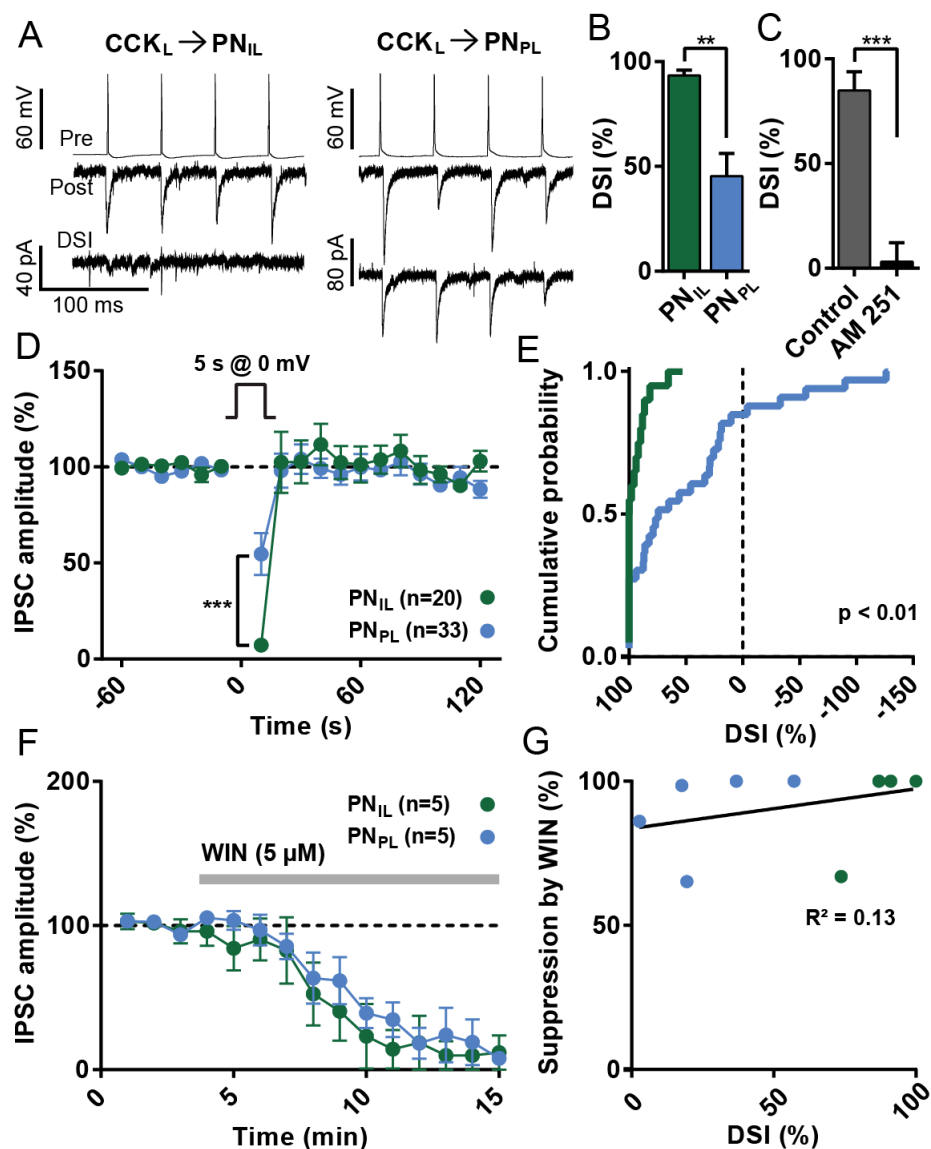 A
CCKL → PNIL
CCKL → PNPL
60 mV
Pre
Post
DSI
40 pA
100 ms
60 mV
80 pA
B
**
DSI (%)
100
50
0
PNIL
PNPL
C
***
DSI (%)
100
0
Control
AM 251
D
5 s @ 0 mV
IPSC amplitude (%)
150
100
50
0
***
PNIL (n=20)
PNPL (n=33)
-60
0
60
120
Time (s)
E
Cumulative probability
1.0
0.5
0.0
p < 0.01
100
50
0
-50
-100
-150
DSI (%)
F
IPSC amplitude (%)
200
100
0
PNIL (n=5)
PNPL (n=5)
WIN (5 µM)
0
5
10
15
Time (min)
G
Suppression by WIN (%)
100
50
0
R² = 0.13
0
50
100
DSI (%)